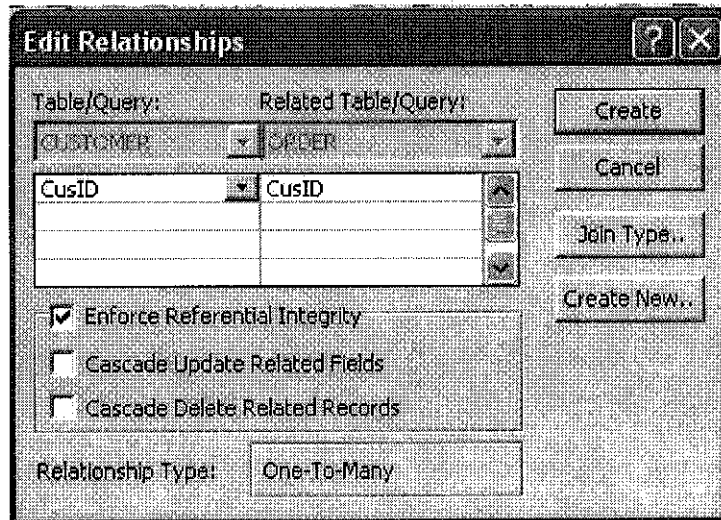 Edit Relationships
Table/Query: Related Table/Query:
CUSTOMER ORDER
CusID CusID
Enforce Referential Integrity
Cascade Update Related Fields
Cascade Delete Related Records
Relationship Type: One-To-Many
Create
Cancel
Join Type..
Create New..